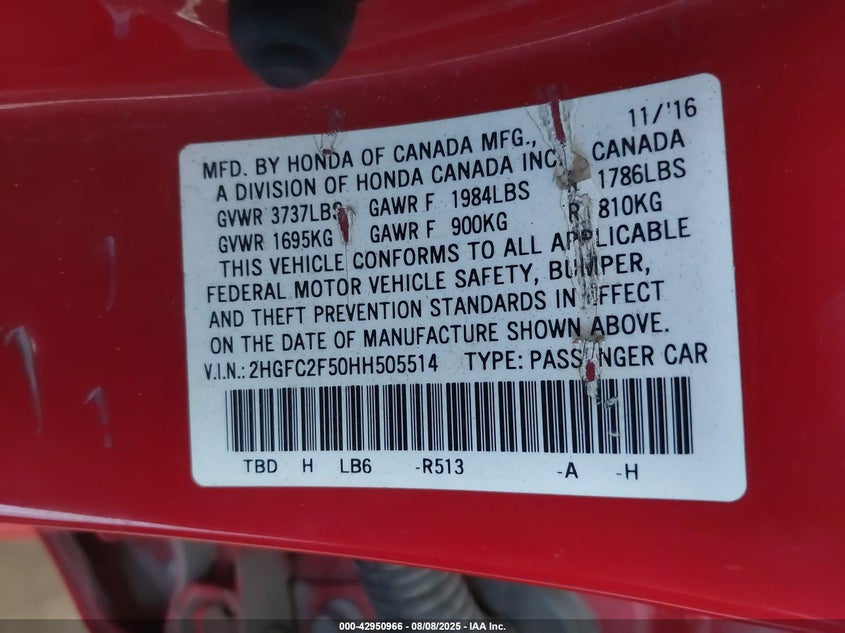 11/'16
MFD. BY HONDA OF CANADA MFG.,
A DIVISION OF HONDA CANADA INC. CANADA
GVWR 3737LBS GAWR F 1984LBS R 1786LBS
GVWR 1695KG GAWR F 900KG R 810KG
THIS VEHICLE CONFORMS TO ALL APPLICABLE
FEDERAL MOTOR VEHICLE SAFETY, BUMPER,
AND THEFT PREVENTION STANDARDS IN EFFECT
ON THE DATE OF MANUFACTURE SHOWN ABOVE.
V.I.N.: 2HGFC2F50HH505514 TYPE: PASSENGER CAR
TBD H LB6 -R513 -A -H
000-42950966 - 08/08/2025 - IAA Inc.